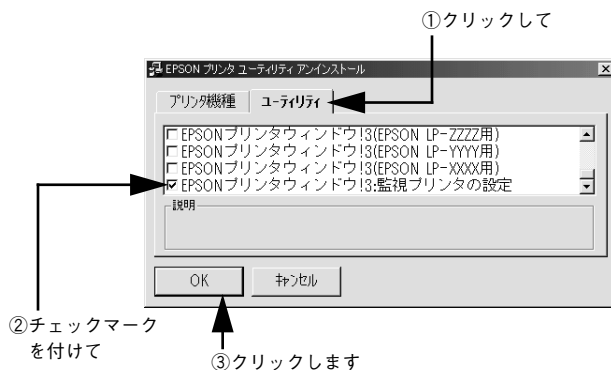 ①クリックして
EPSON プリンタ ユーティリティ アンインストール
プリンタ機種 ユーティリティ
EPSONプリンタウィンドウ!3(EPSON LP-ZZZZ用)
EPSONプリンタウィンドウ!3(EPSON LP-YYYY用)
EPSONプリンタウィンドウ!3(EPSON LP-XXXX用)
EPSONプリンタウィンドウ!3:監視プリンタの設定
説明
OK キャンセル
②チェックマーク
を付けて
③クリックします